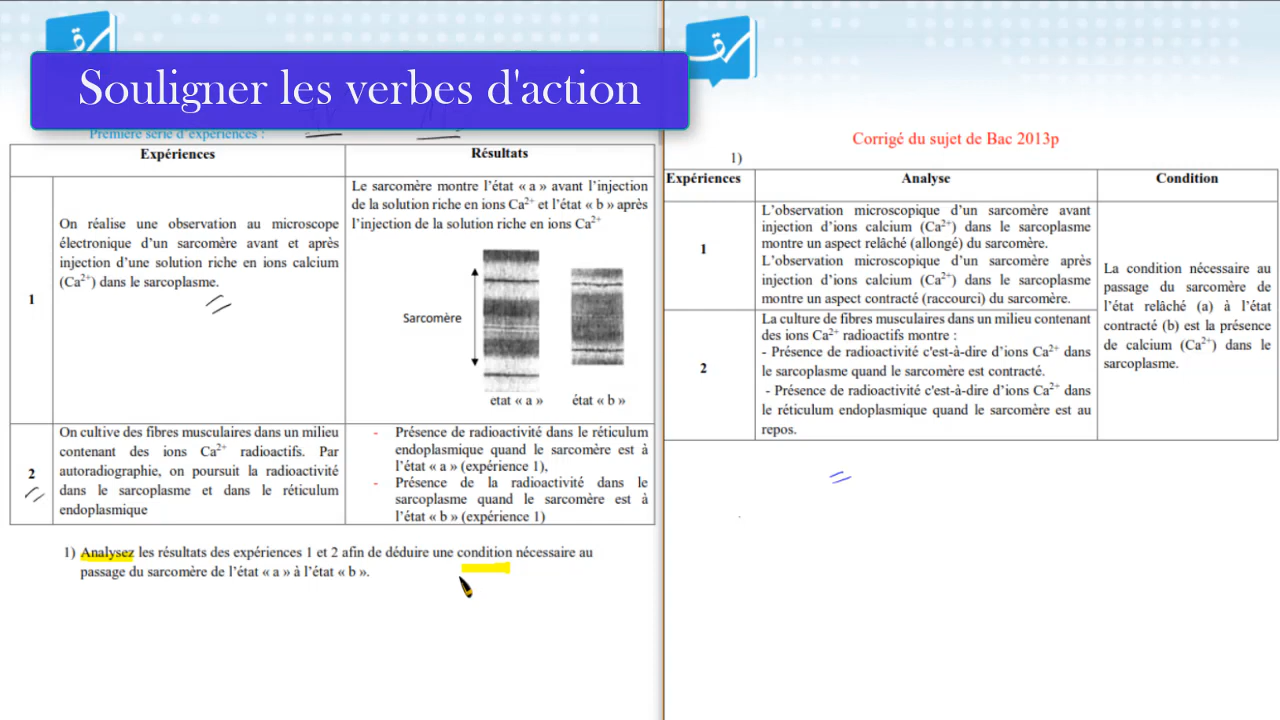 Souligner les verbes d'action
Première série d'expériences :
Expériences
Résultats
1
On réalise une observation au microscope
électronique d'un sarcomère avant et après
injection d'une solution riche en ions calcium
(Ca²⁺) dans le sarcoplasme.
Le sarcomère montre l'état « a » avant l'injection
de la solution riche en ions Ca²⁺ et l'état « b » après
l'injection de la solution riche en ions Ca²⁺
Sarcomère
etat « a »
état « b »
2
On cultive des fibres musculaires dans un milieu
contenant des ions Ca²⁺ radioactifs. Par
autoradiographie, on poursuit la radioactivité
dans le sarcoplasme et dans le réticulum
endoplasmique
- Présence de radioactivité dans le réticulum
endoplasmique quand le sarcomère est à
l'état « a » (expérience 1),
- Présence de la radioactivité dans le
sarcoplasme quand le sarcomère est à
l'état « b » (expérience 1)
1) Analysez les résultats des expériences 1 et 2 afin de déduire une condition nécessaire au
passage du sarcomère de l'état « a » à l'état « b ».
Corrigé du sujet de Bac 2013p
1)
Expériences
Analyse
Condition
1
L'observation microscopique d'un sarcomère avant
injection d'ions calcium (Ca²⁺) dans le sarcoplasme
montre un aspect relâché (allongé) du sarcomère.
L'observation microscopique d'un sarcomère après
injection d'ions calcium (Ca²⁺) dans le sarcoplasme
montre un aspect contracté (raccourci) du sarcomère.
2
La culture de fibres musculaires dans un milieu contenant
des ions Ca²⁺ radioactifs montre :
- Présence de radioactivité c'est-à-dire d'ions Ca²⁺ dans
le sarcoplasme quand le sarcomère est contracté.
- Présence de radioactivité c'est-à-dire d'ions Ca²⁺ dans
le réticulum endoplasmique quand le sarcomère est au
repos.
La condition nécessaire au
passage du sarcomère de
l'état relâché (a) à l'état
contracté (b) est la présence
de calcium (Ca²⁺) dans le
sarcoplasme.